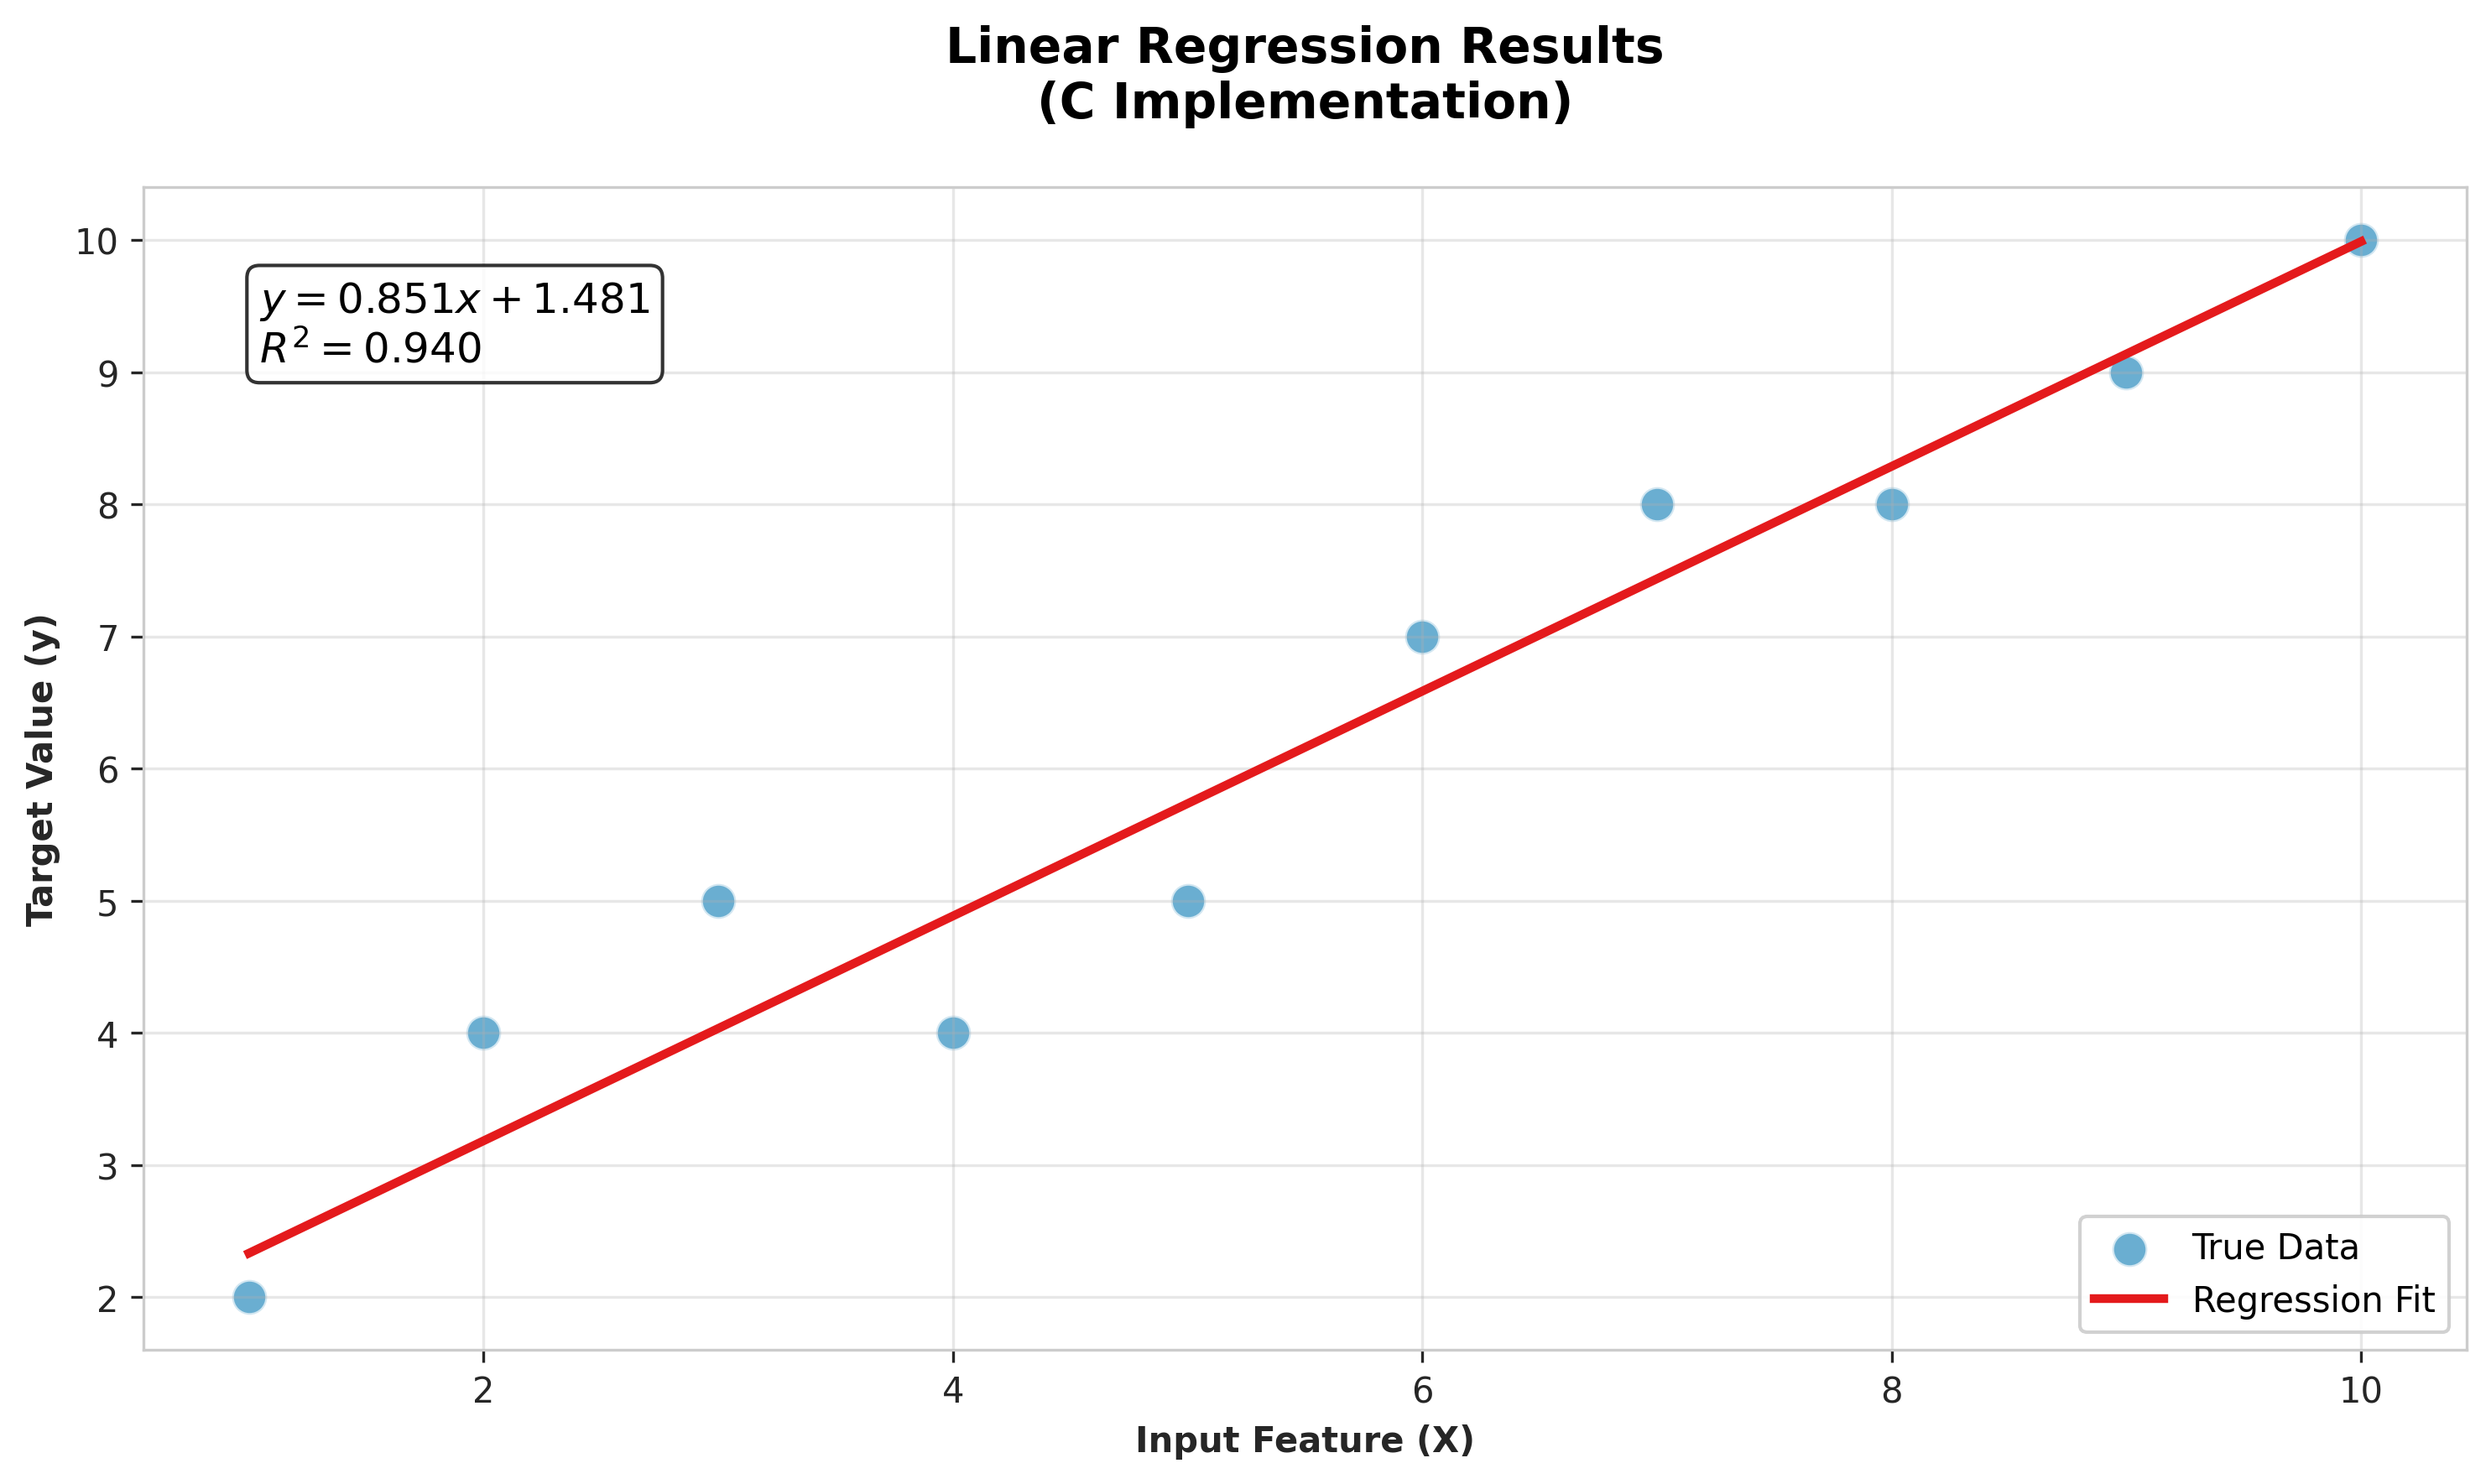 Linear Regression Results
(C Implementation)
y = 0.851x + 1.481
R² = 0.940
10
9
8
7
6
5
4
3
2
Target Value (y)
True Data
Regression Fit
2 4 6 8 10
Input Feature (X)